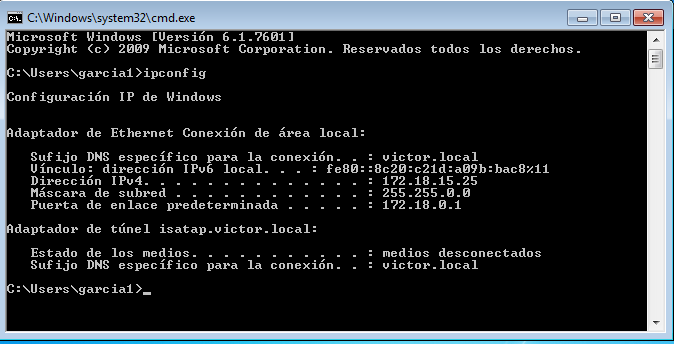 C:\Windows\system32\cmd.exe
Microsoft Windows [Versión 6.1.7601]
Copyright (c) 2009 Microsoft Corporation. Reservados todos los derechos.
C:\Users\garcia1>ipconfig
Configuración IP de Windows
Adaptador de Ethernet Conexión de área local:
Sufijo DNS específico para la conexión. . : victor.local
Vínculo: dirección IPv6 local. . . : fe80::8c20:c21d:a09b:bac8%11
Dirección IPv4. . . . . . . . . . . . . . : 172.18.15.25
Máscara de subred . . . . . . . . . . . . : 255.255.0.0
Puerta de enlace predeterminada . . . . . : 172.18.0.1
Adaptador de túnel isatap.victor.local:
Estado de los medios. . . . . . . . . . . : medios desconectados
Sufijo DNS específico para la conexión. . : victor.local
C:\Users\garcia1>_